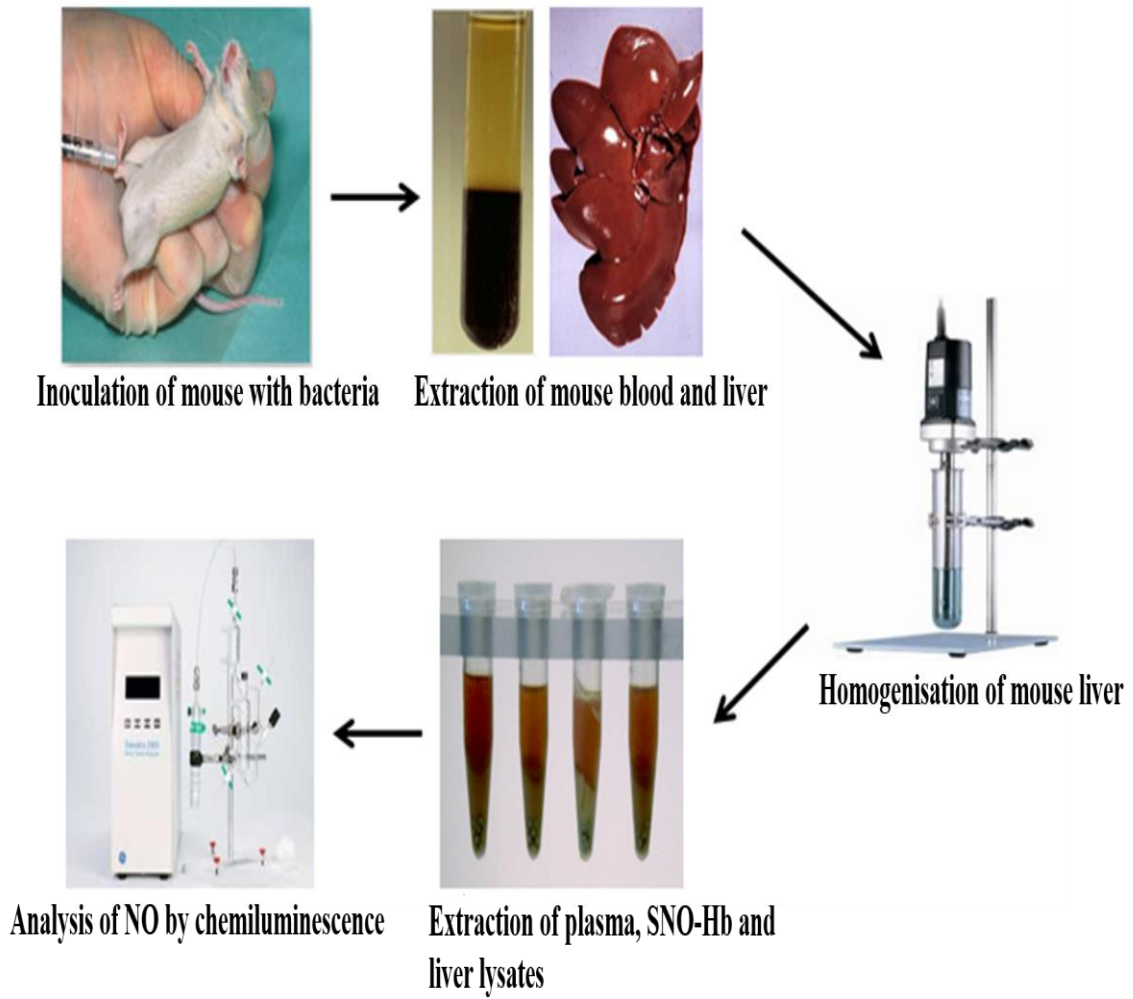 Inoculation of mouse with bacteria
Extraction of mouse blood and liver
Homogenisation of mouse liver
Extraction of plasma, SNO-Hb and
liver lysates
Analysis of NO by chemiluminescence